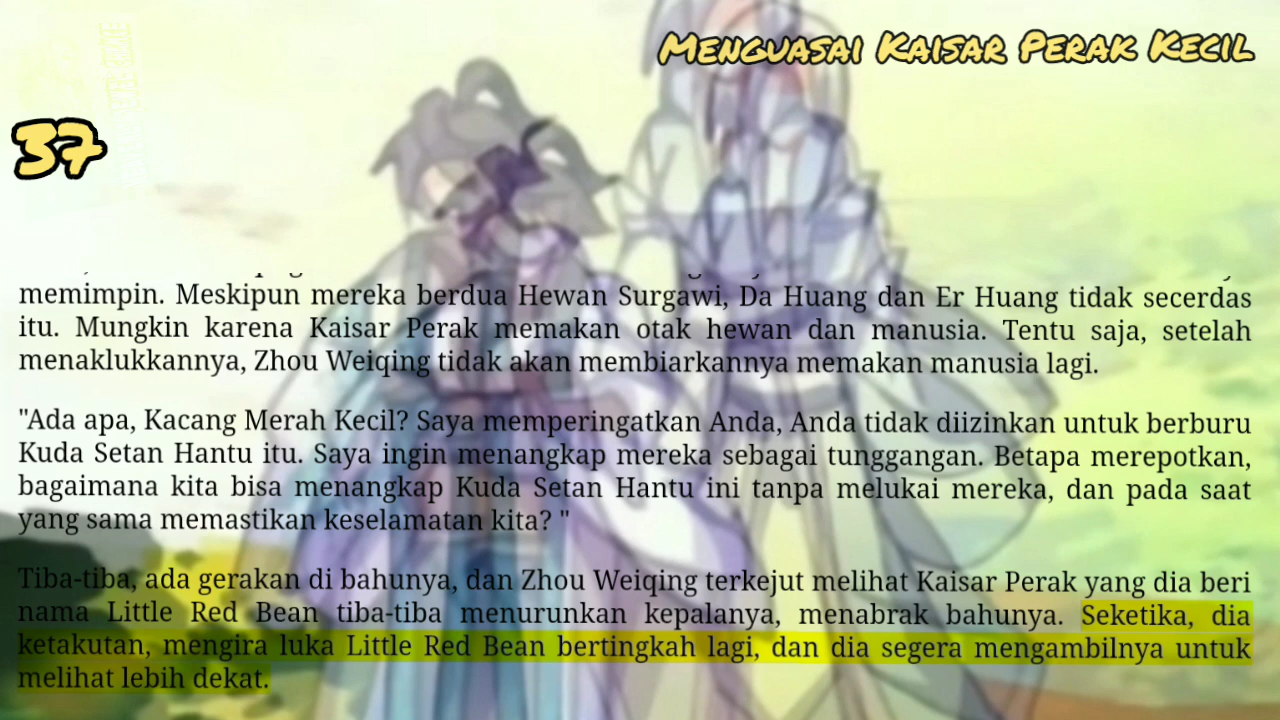 Menguasai Kaisar Perak Kecil
37
memimpin. Meskipun mereka berdua Hewan Surgawi, Da Huang dan Er Huang tidak secerdas
itu. Mungkin karena Kaisar Perak memakan otak hewan dan manusia. Tentu saja, setelah
menaklukkannya, Zhou Weiqing tidak akan membiarkannya memakan manusia lagi.
"Ada apa, Kacang Merah Kecil? Saya memperingatkan Anda, Anda tidak diizinkan untuk berburu
Kuda Setan Hantu itu. Saya ingin menangkap mereka sebagai tunggangan. Betapa merepotkan,
bagaimana kita bisa menangkap Kuda Setan Hantu ini tanpa melukai mereka, dan pada saat
yang sama memastikan keselamatan kita? "
Tiba-tiba, ada gerakan di bahunya, dan Zhou Weiqing terkejut melihat Kaisar Perak yang dia beri
nama Little Red Bean tiba-tiba menurunkan kepalanya, menabrak bahunya. Seketika, dia
ketakutan, mengira luka Little Red Bean bertingkah lagi, dan dia segera mengambilnya untuk
melihat lebih dekat.